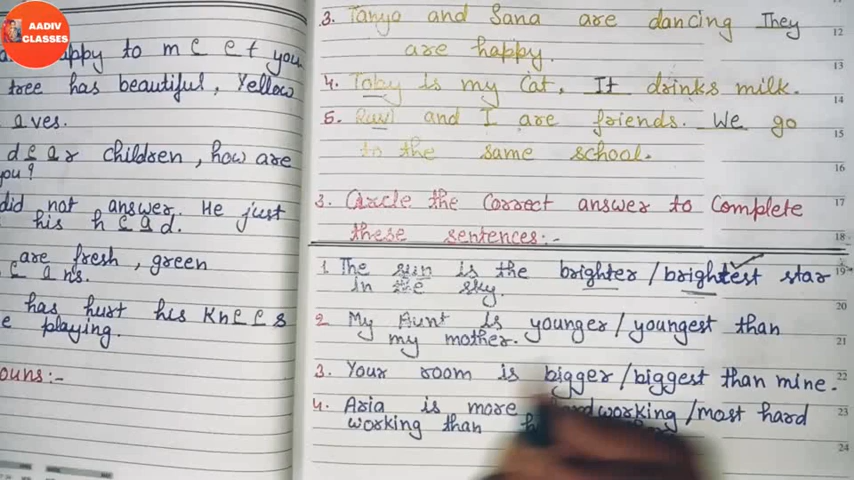 AADIV
CLASSES
appy to meet you
tree has beautiful, Yellow
aves.
dear children, how are
you?
did not answer. He just
his head.
are fresh, green
eans.
has hurt his Knees
e playing.
ouns:-
3. Tanya and Sana are dancing They
are happy.
4. Toby is my Cat, It drinks milk.
5. Ravi and I are friends. We go
to the same school.
3. Circle the Correct answer to Complete
these sentences:-
1 The sun is the brighter/brightest star
in the sky.
2 My Aunt is younger/youngest than
my mother.
3. Your room is bigger/biggest than mine.
4. Aria is more hardworking/most hard
working than
12
13
14
15
16
17
18
19
20
21
22
23
24